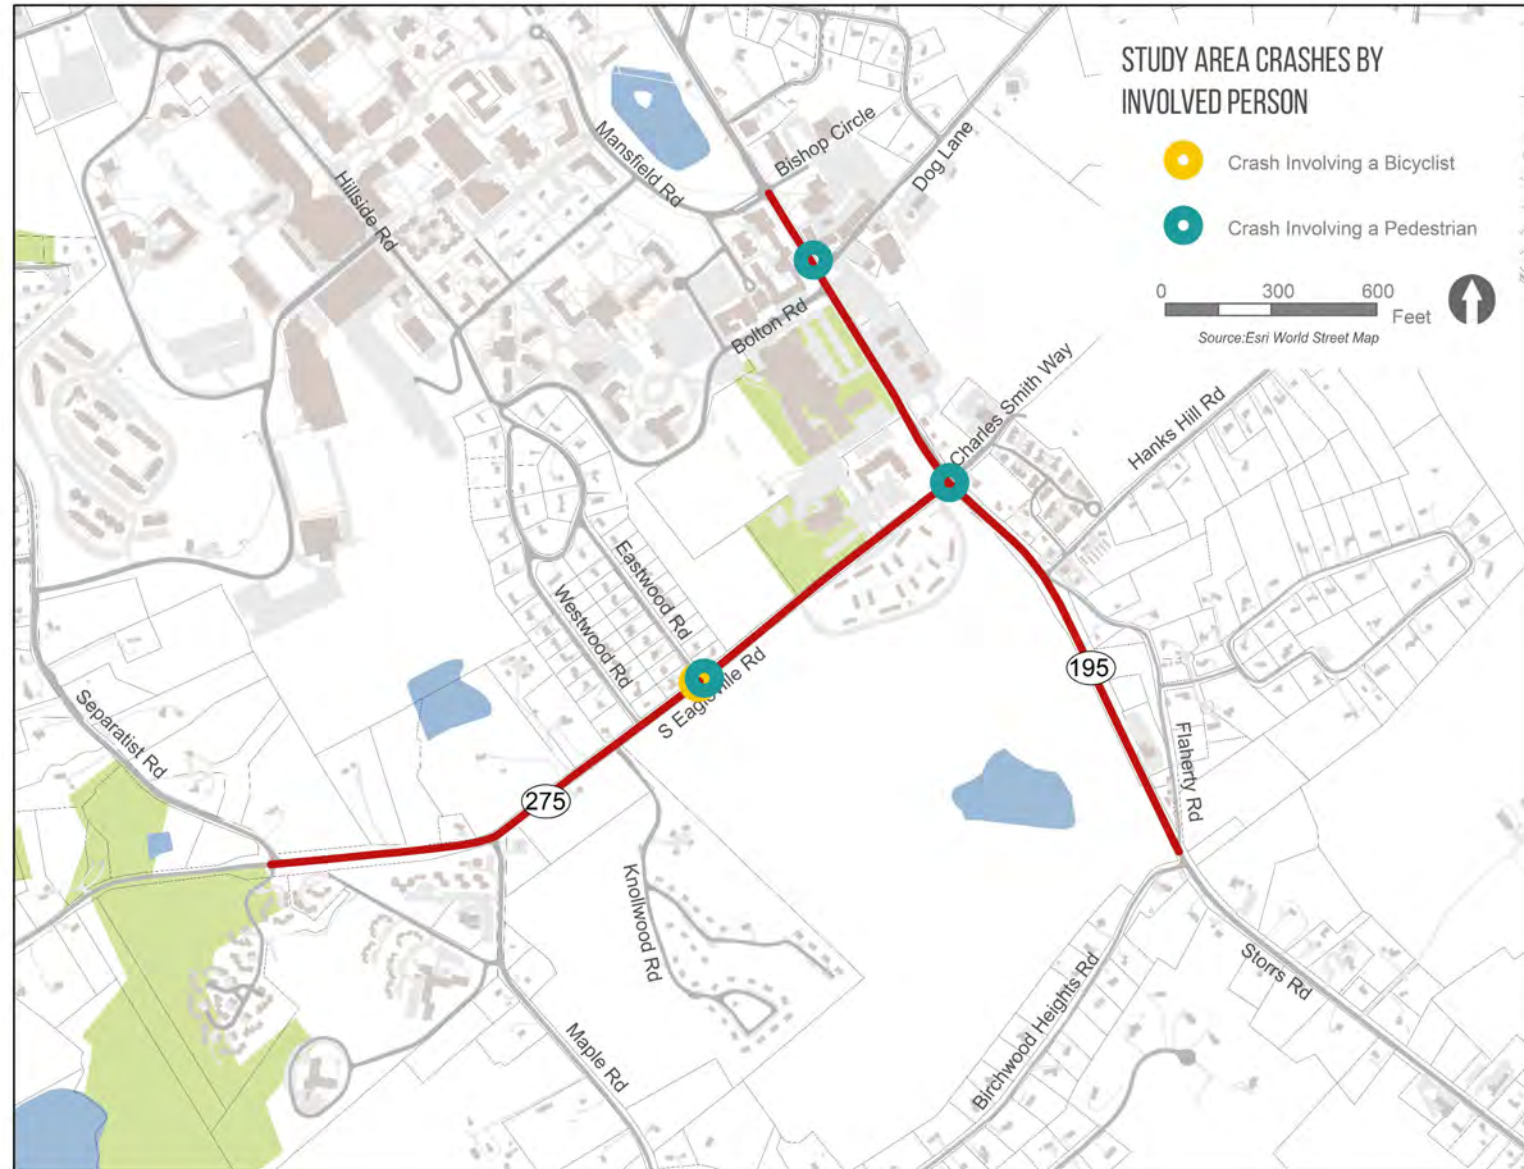 STUDY AREA CRASHES BY
INVOLVED PERSON
Crash Involving a Bicyclist
Crash Involving a Pedestrian
0 300 600
Feet
Source:Esri World Street Map
Bishop Circle
Mansfield Rd
Dog Lane
Hillside Rd
Bolton Rd
Charles Smith Way
Hanks Hill Rd
Eastwood Rd
Westwood Rd
S Eagleville Rd
195
Separatist Rd
Flaherty Rd
275
Knollwood Rd
Storrs Rd
Birchwood Heights Rd
Maple Rd